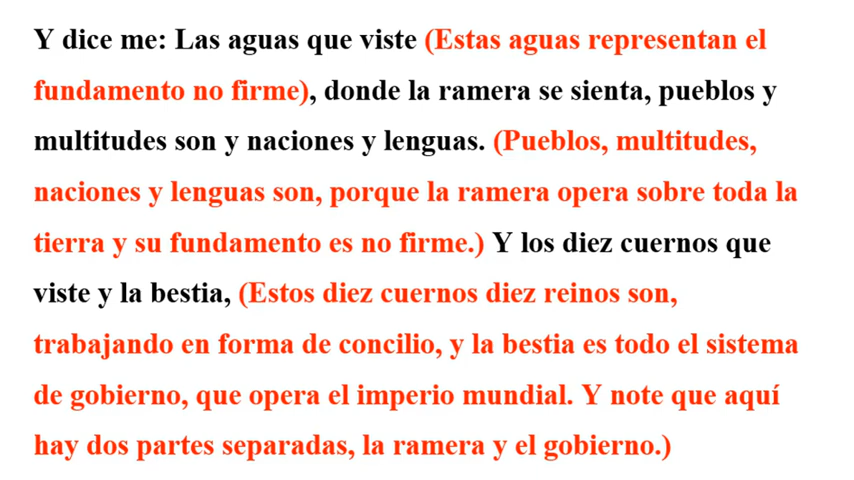 Y dice me: Las aguas que viste (Estas aguas representan el
fundamento no firme), donde la ramera se sienta, pueblos y
multitudes son y naciones y lenguas. (Pueblos, multitudes,
naciones y lenguas son, porque la ramera opera sobre toda la
tierra y su fundamento es no firme.) Y los diez cuernos que
viste y la bestia, (Estos diez cuernos diez reinos son,
trabajando en forma de concilio, y la bestia es todo el sistema
de gobierno, que opera el imperio mundial. Y note que aquí
hay dos partes separadas, la ramera y el gobierno.)